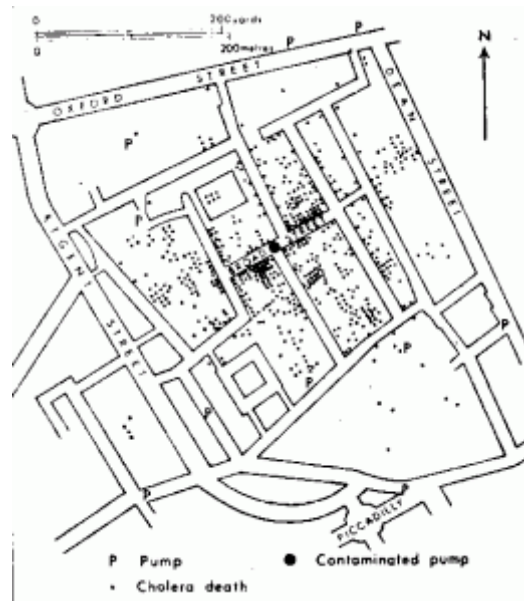 0 200 yards
0 200 metres
P P
N
OXFORD STREET
DEAN STREET
P
P
REGENT STREET
P
P
P
P
P
PICCADILLY
P Pump ● Contaminated pump
• Cholera death